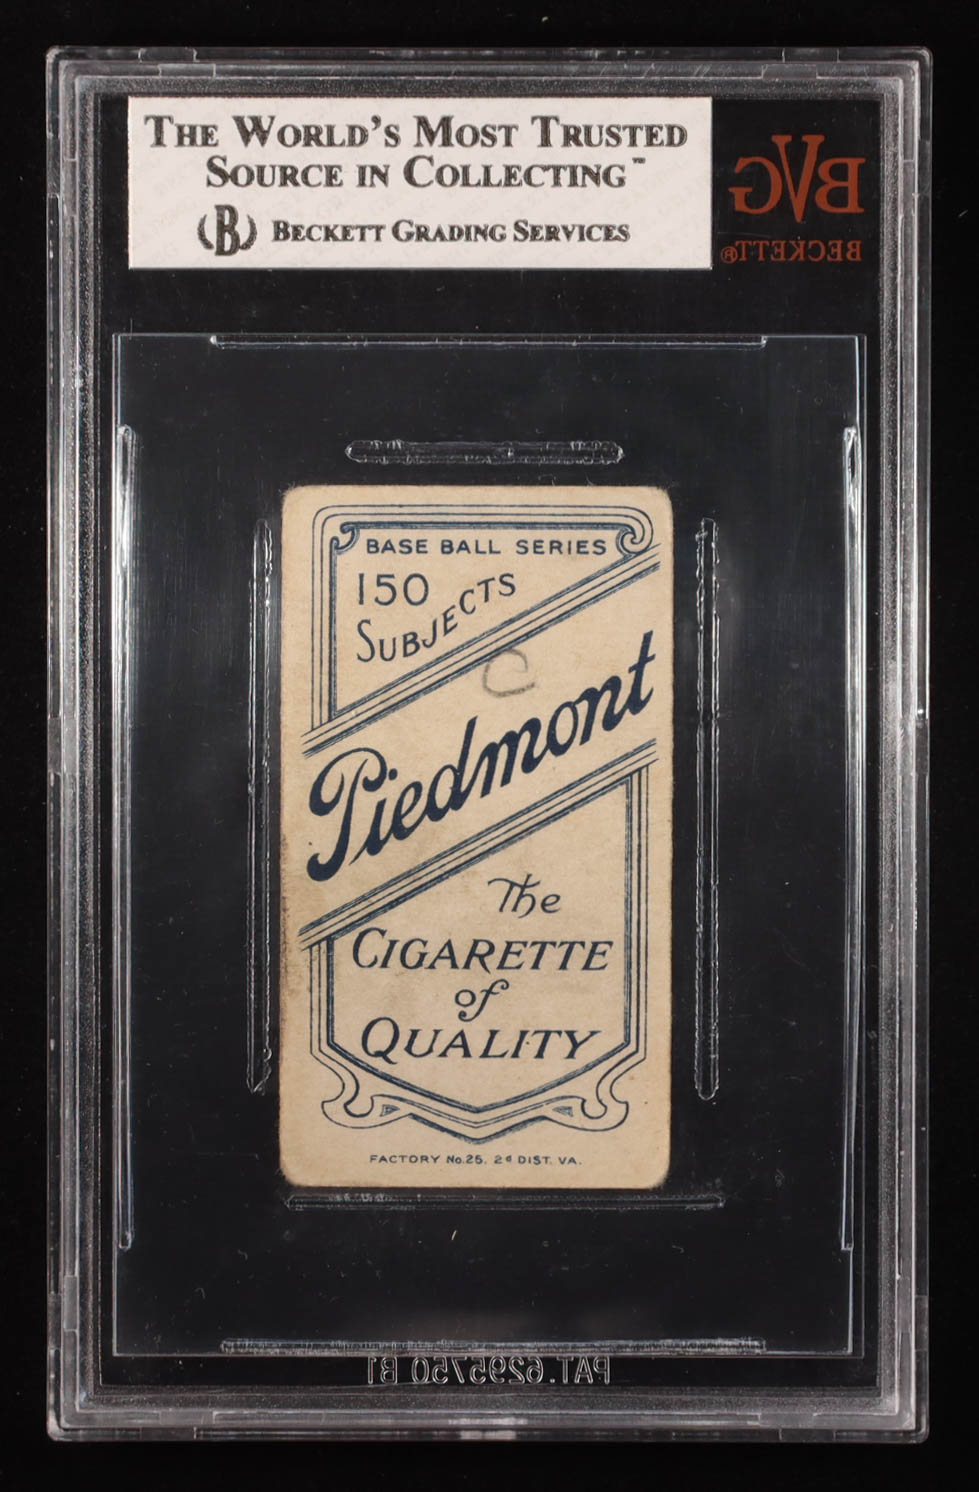 THE WORLD'S MOST TRUSTED
SOURCE IN COLLECTING™
B BECKETT GRADING SERVICES
BVG
BECKETT®
BASE BALL SERIES
150
SUBJECTS
C
Piedmont
The
CIGARETTE
of
QUALITY
FACTORY No. 25. 2d DIST. VA.
PAT. 6295750 B1